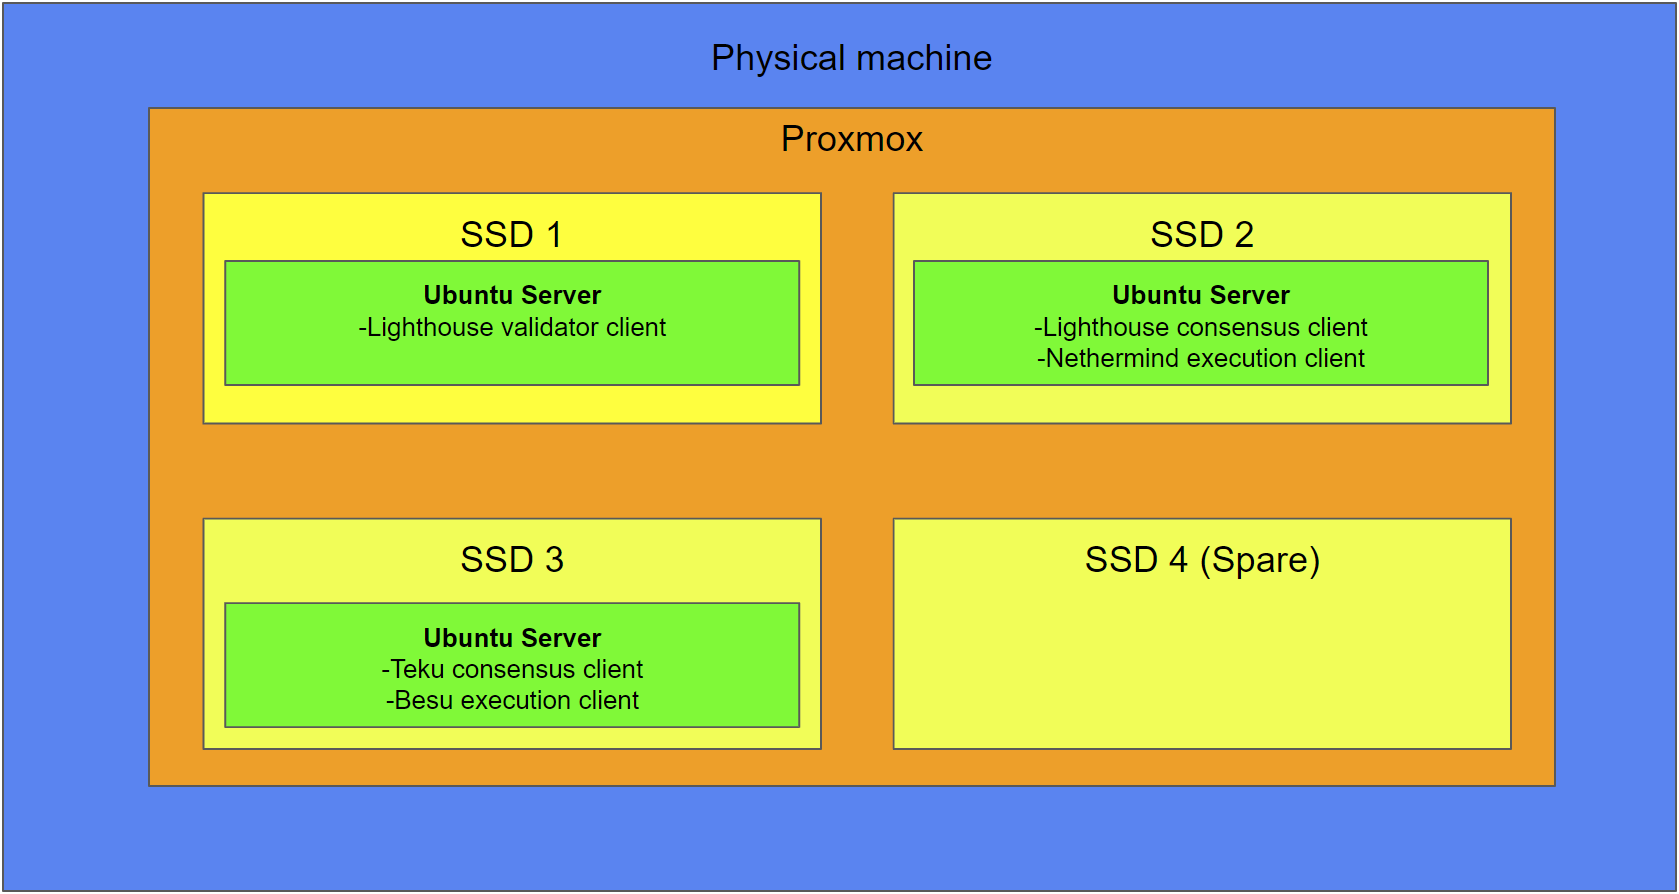 Physical machine
Proxmox
SSD 1
Ubuntu Server
-Lighthouse validator client
SSD 2
Ubuntu Server
-Lighthouse consensus client
-Nethermind execution client
SSD 3
Ubuntu Server
-Teku consensus client
-Besu execution client
SSD 4 (Spare)